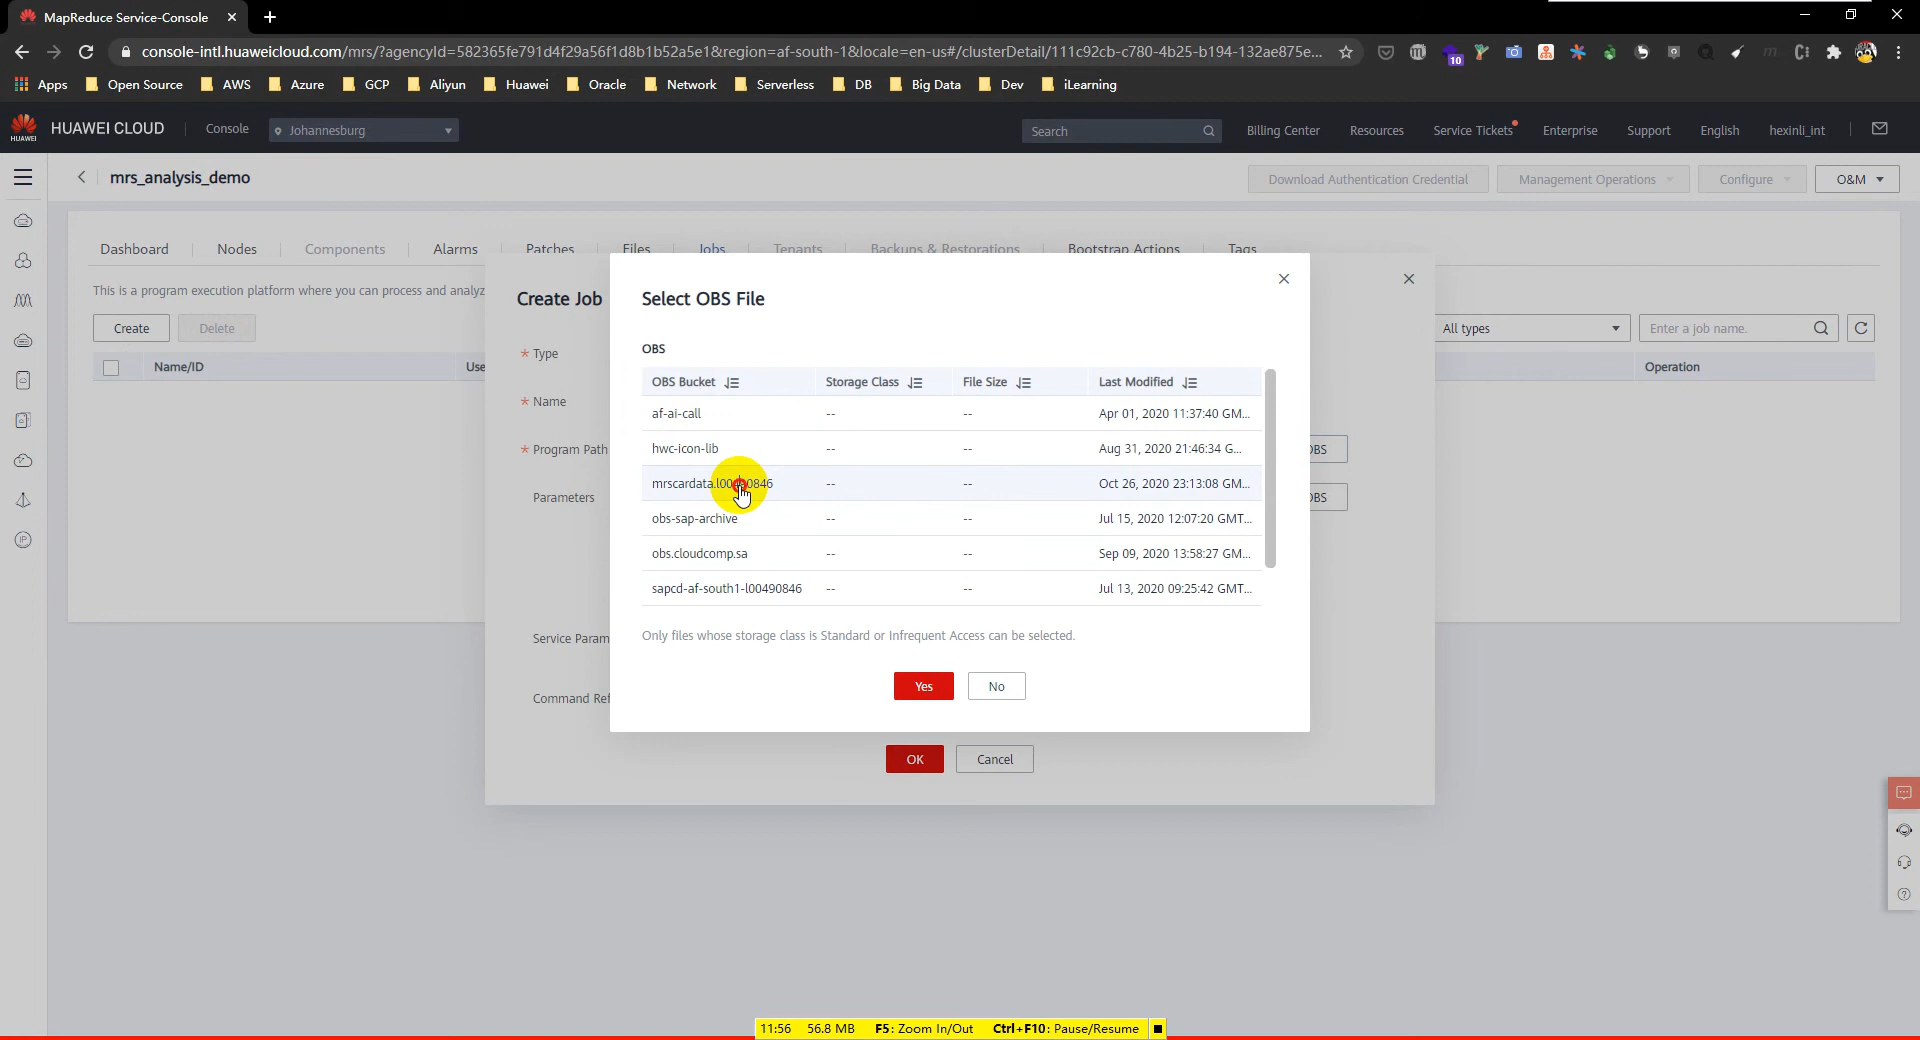 MapReduce Service-Console
console-intl.huaweicloud.com/mrs/?agencyId=582365fe791d4f29a56f1d8b1b52a5e1&region=af-south-1&locale=en-us#/clusterDetail/111c92cb-c780-4b25-b194-132ae875e...
10
Apps Open Source AWS Azure GCP Aliyun Huawei Oracle Network Serverless DB Big Data Dev iLearning
HUAWEI HUAWEI CLOUD Console Johannesburg Search Billing Center Resources Service Tickets Enterprise Support English hexinli_int
mrs_analysis_demo Download Authentication Credential Management Operations Configure O&M
Dashboard Nodes Components Alarms Patches Files Jobs Tenants Backups & Restorations Bootstrap Actions Tags
This is a program execution platform where you can process and analyz
Create Job Select OBS File
Create Delete All types Enter a job name.
* Type OBS
Name/ID Use Operation
OBS Bucket Storage Class File Size Last Modified
* Name af-ai-call -- -- Apr 01, 2020 11:37:40 GM...
* Program Path hwc-icon-lib -- -- Aug 31, 2020 21:46:34 G... OBS
mrscardata.l00490846 -- -- Oct 26, 2020 23:13:08 GM...
Parameters OBS
obs-sap-archive -- -- Jul 15, 2020 12:07:20 GMT...
obs.cloudcomp.sa -- -- Sep 09, 2020 13:58:27 GM...
sapcd-af-south1-l00490846 -- -- Jul 13, 2020 09:25:42 GMT...
Service Param Only files whose storage class is Standard or Infrequent Access can be selected.
Yes No
Command Ref
OK Cancel
11:56 56.8 MB F5: Zoom In/Out Ctrl+F10: Pause/Resume